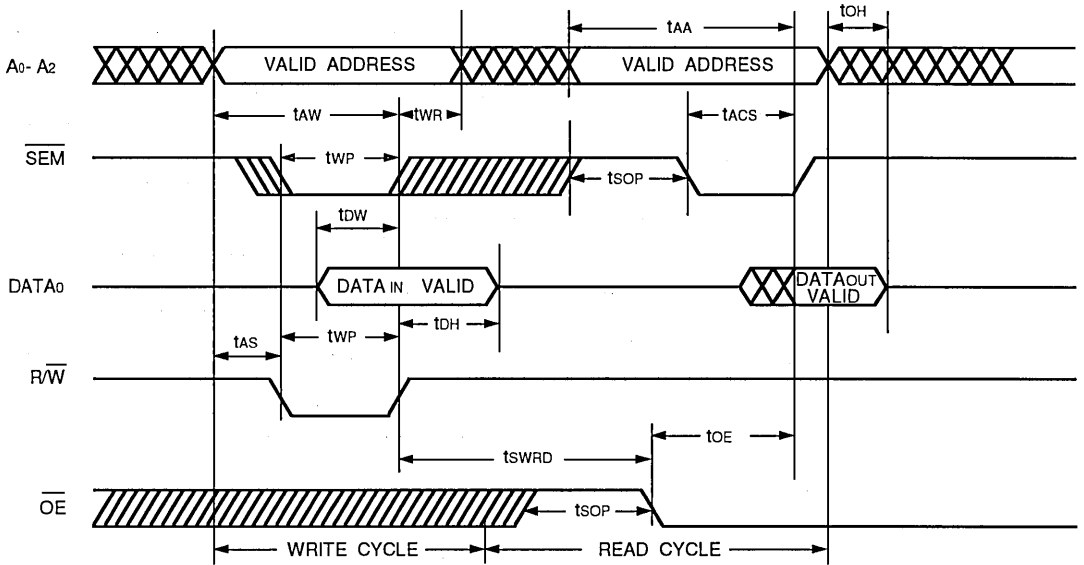 tAA
tOH
A0- A2
VALID ADDRESS
VALID ADDRESS
tAW
tWR
tACS
SEM
tWP
tSOP
tDW
DATA0
DATA IN VALID
DATAOUT
VALID
tWP
tDH
tAS
R/W
tOE
tSWRD
OE
tSOP
WRITE CYCLE
READ CYCLE